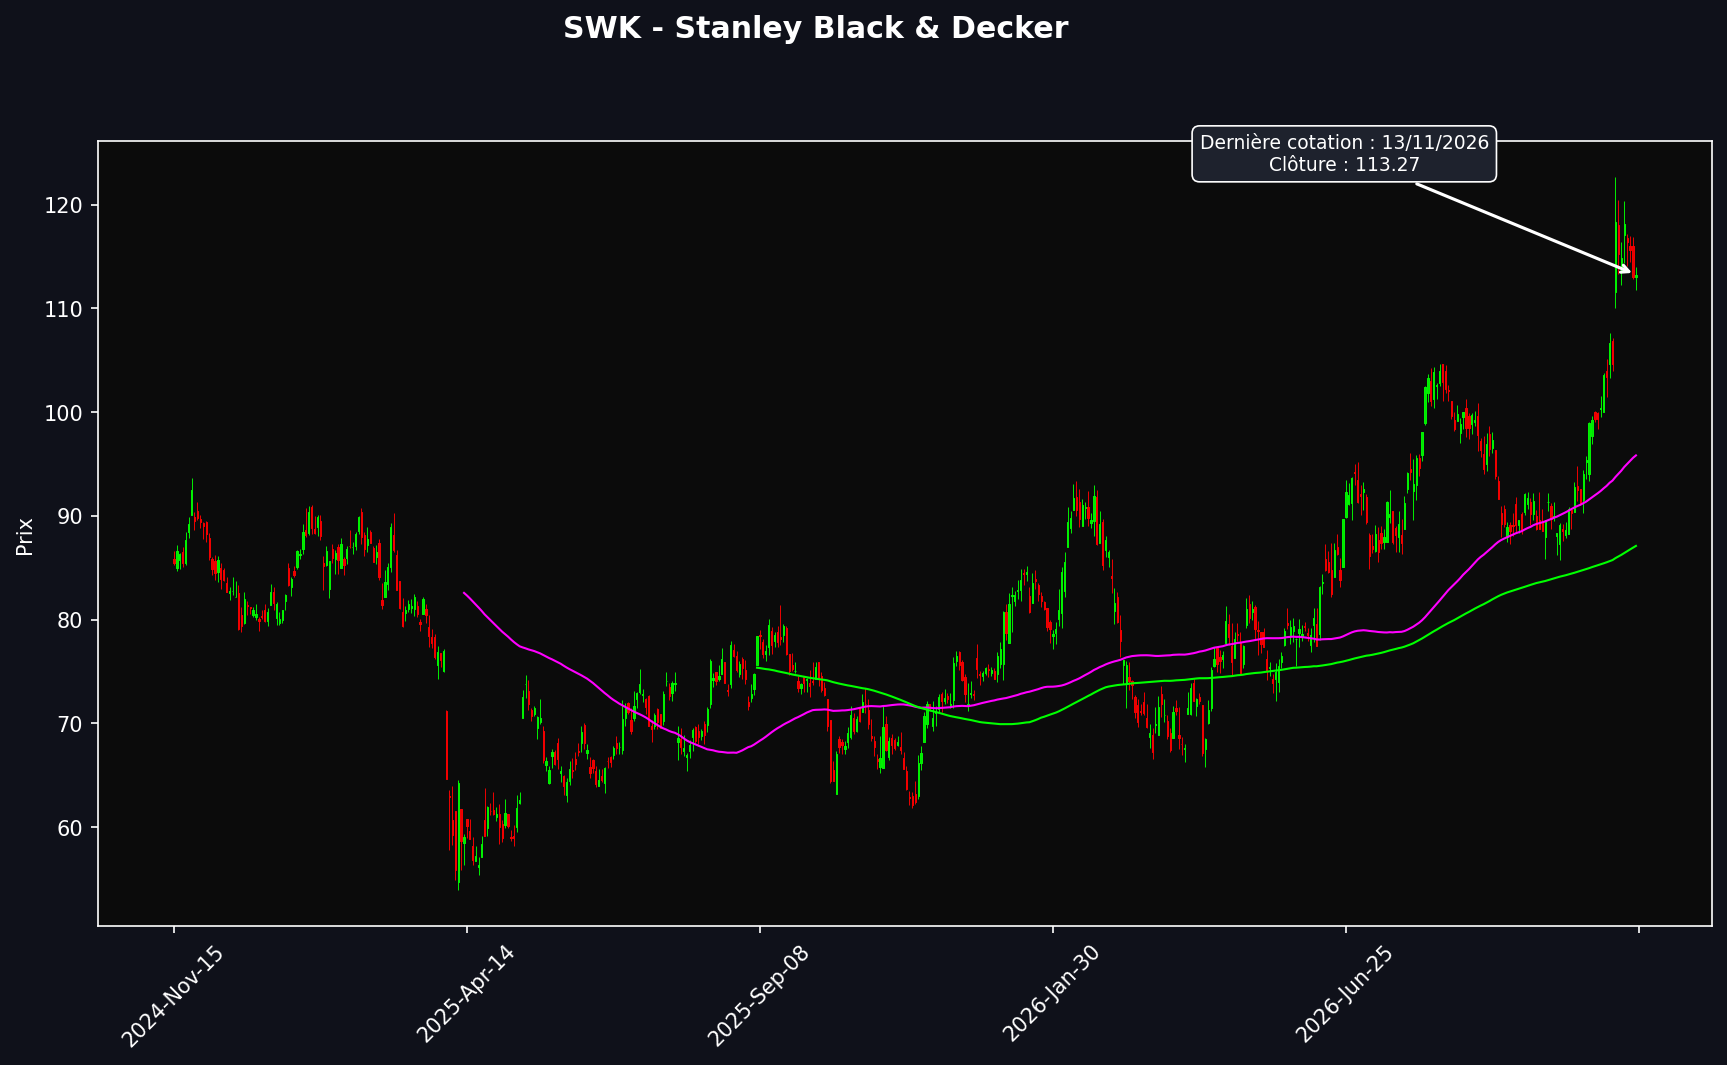 SWK - Stanley Black & Decker
Dernière cotation : 13/11/2026
Clôture : 113.27
Prix
120
110
100
90
80
70
60
2024-Nov-15
2025-Apr-14
2025-Sep-08
2026-Jan-30
2026-Jun-25